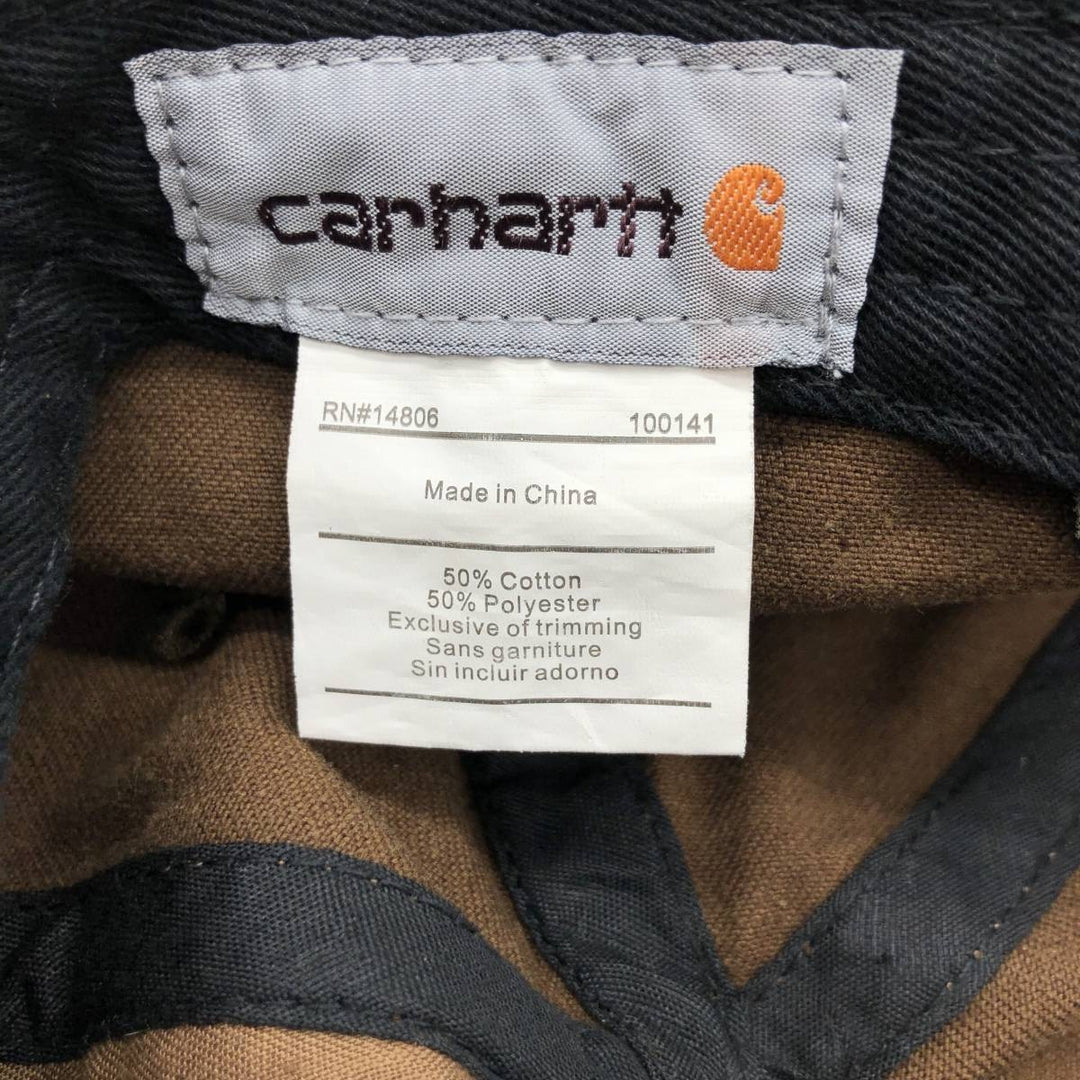 carhartt
RN#14806 100141
Made in China
50% Cotton
50% Polyester
Exclusive of trimming
Sans garniture
Sin incluir adorno